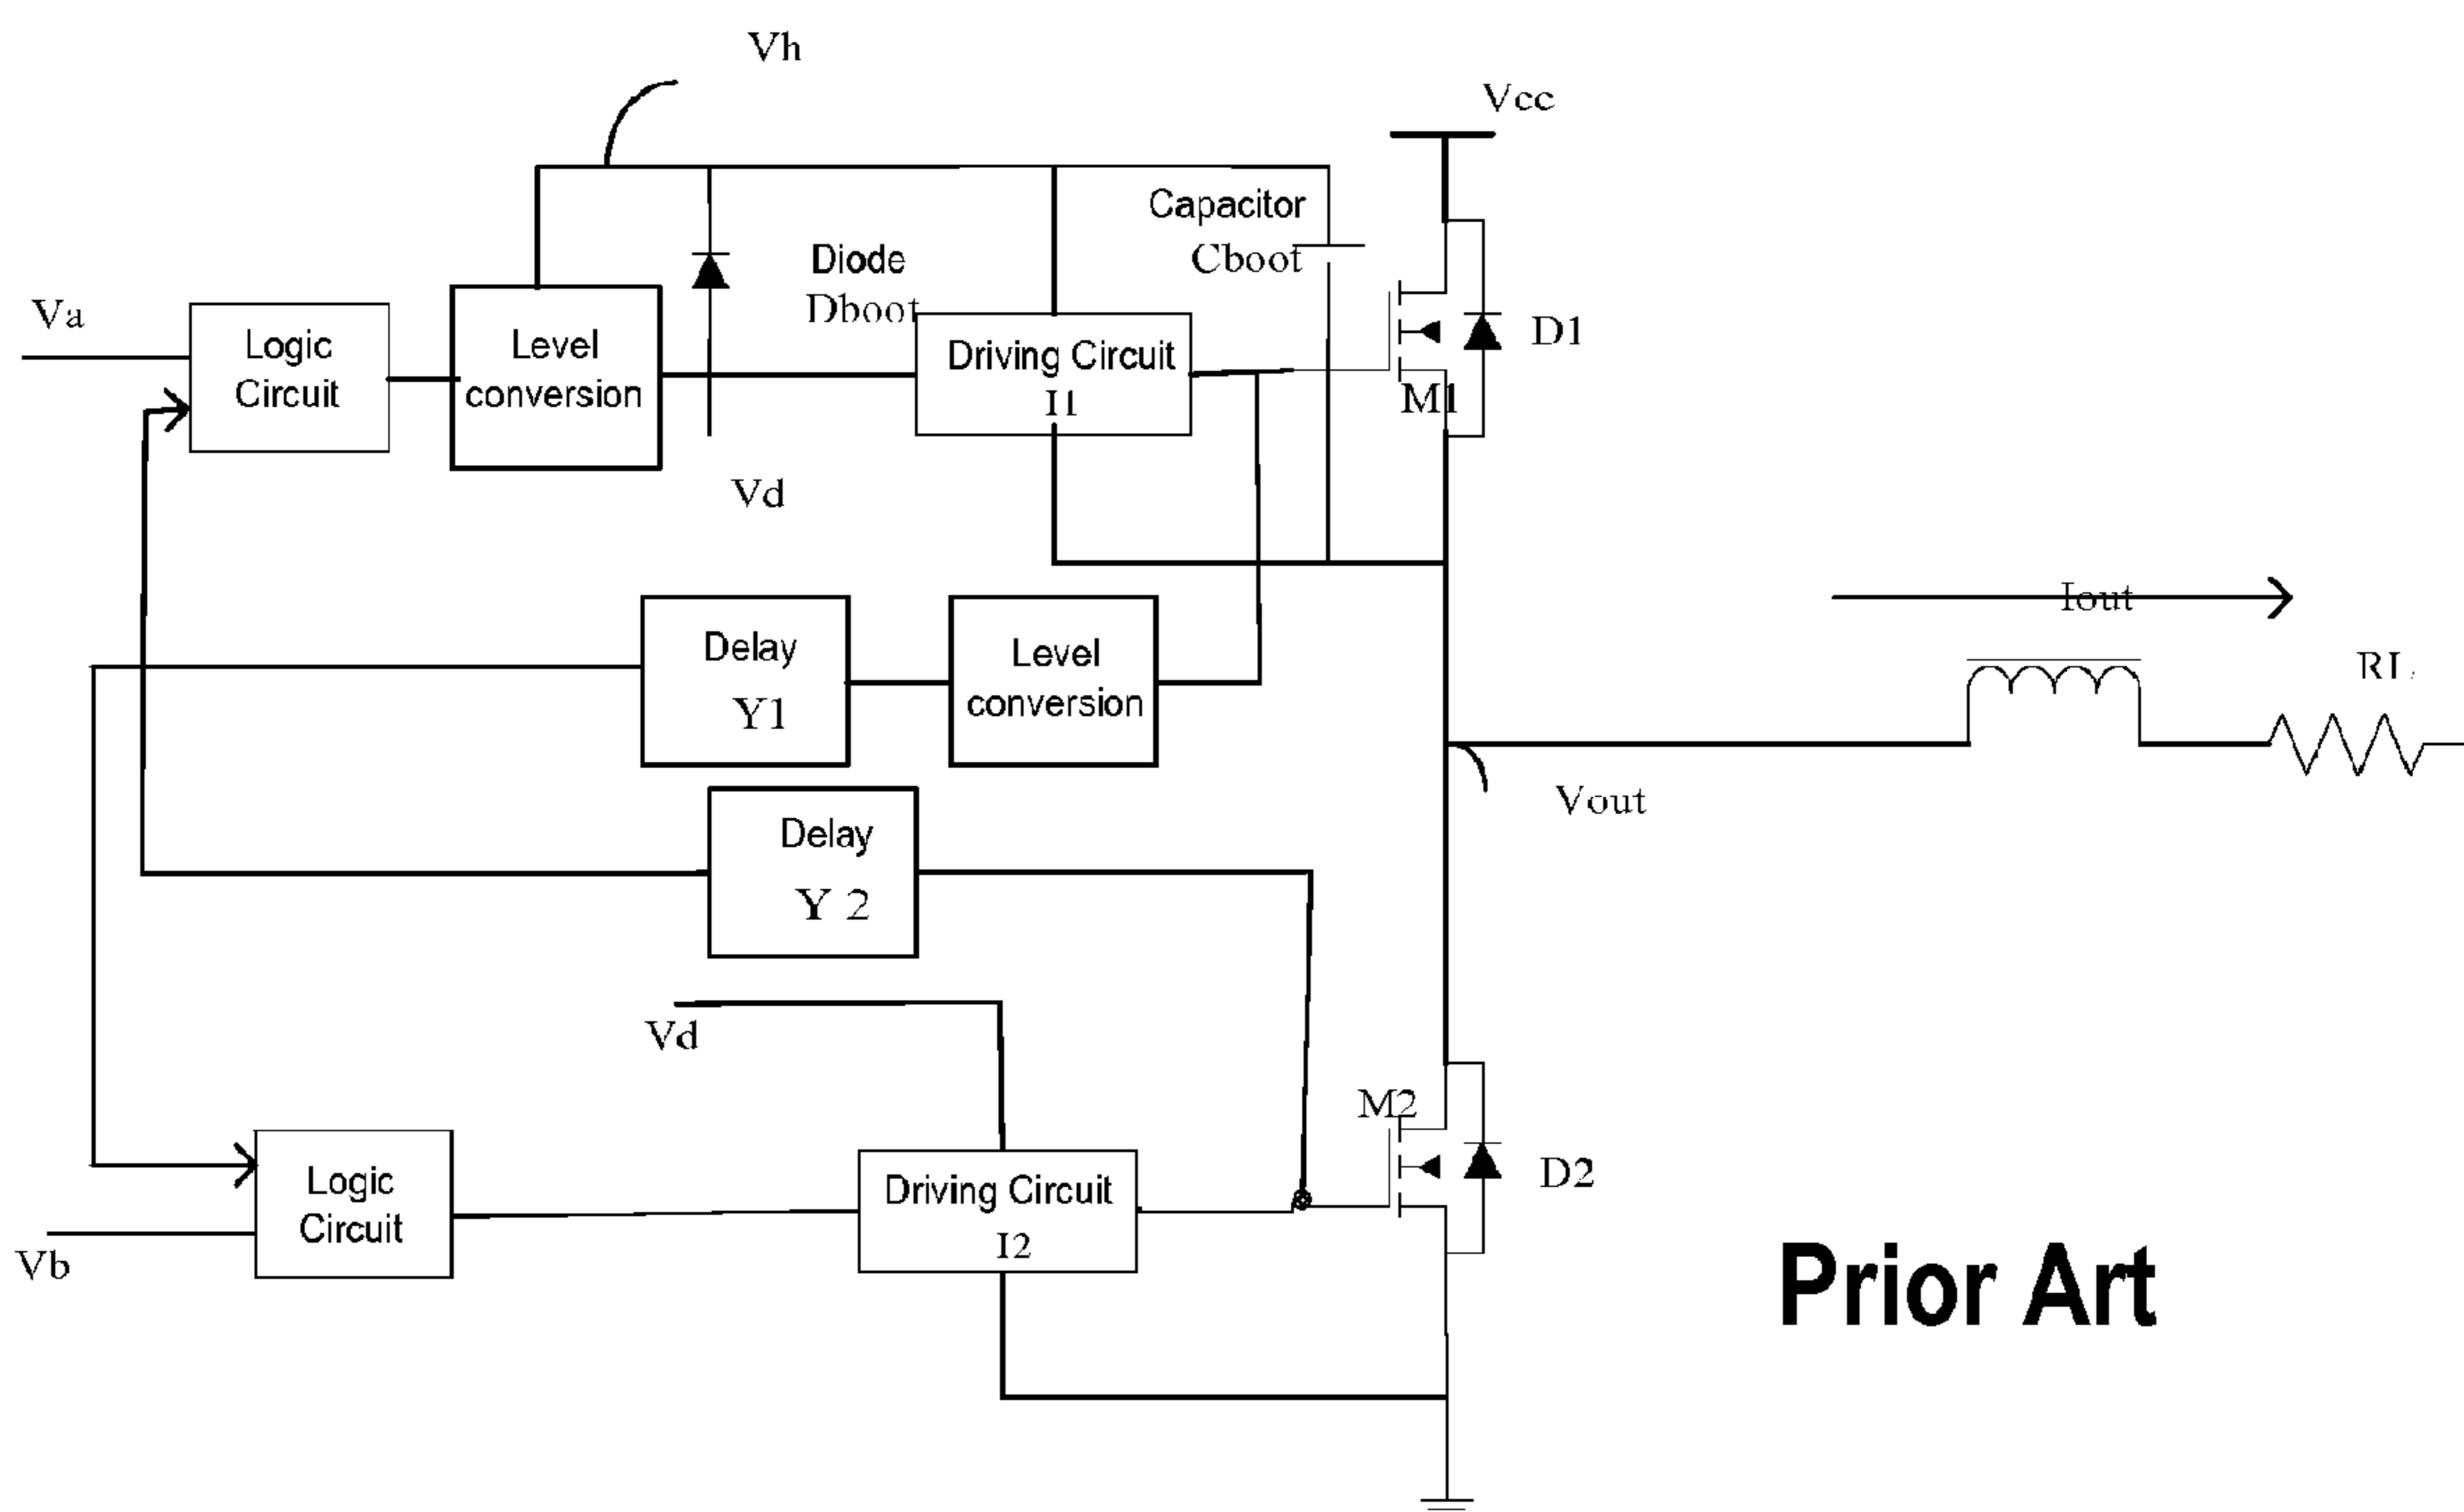 Vh
Vcc
Capacitor
Cboot
Diode
Dboot
Va
Logic
Circuit
Level
conversion
Driving Circuit
I1
M1
D1
Vd
Iout
Delay
Y1
Level
conversion
Vout
Delay
Y 2
Vd
M2
D2
Logic
Circuit
Driving Circuit
I2
Vb
Prior Art